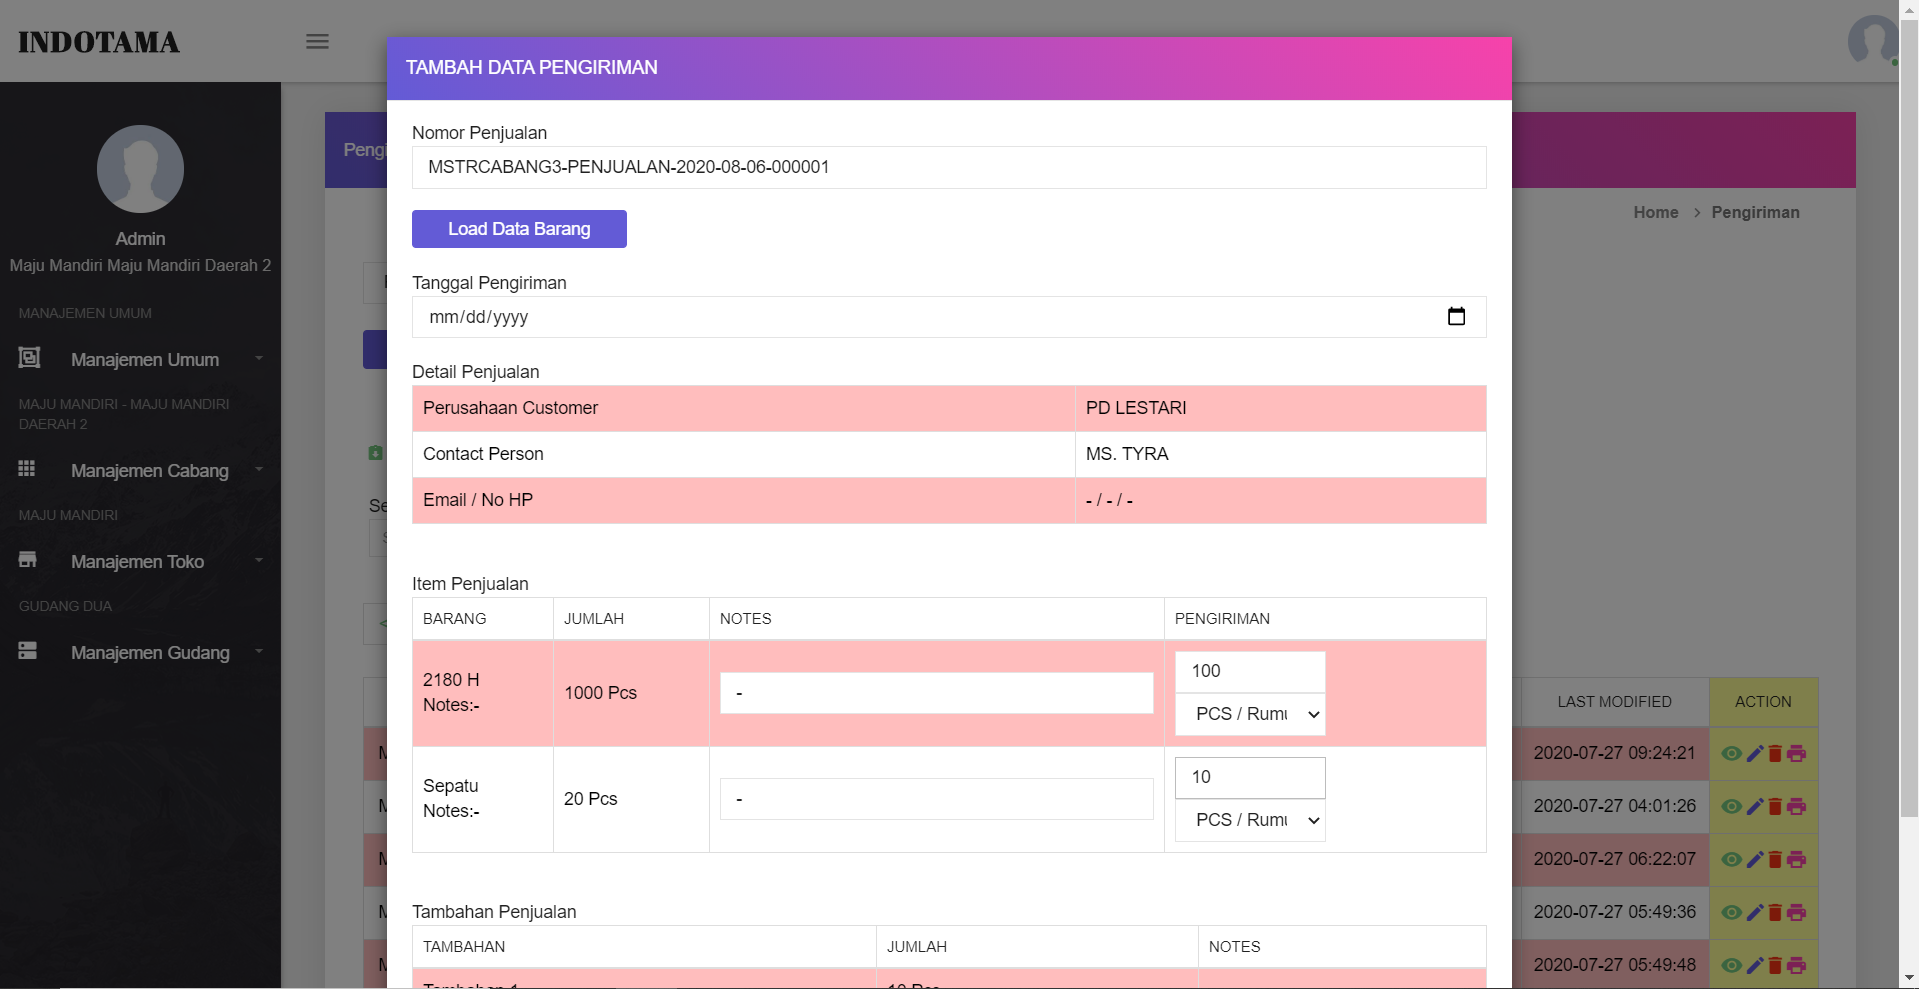 INDOTAMA
TAMBAH DATA PENGIRIMAN
Admin
Maju Mandiri Maju Mandiri Daerah 2
MANAJEMEN UMUM
Manajemen Umum
MAJU MANDIRI - MAJU MANDIRI
DAERAH 2
Manajemen Cabang
MAJU MANDIRI
Manajemen Toko
GUDANG DUA
Manajemen Gudang
Home > Pengiriman
Nomor Penjualan
MSTRCABANG3-PENJUALAN-2020-08-06-000001
Load Data Barang
Tanggal Pengiriman
mm/dd/yyyy
Detail Penjualan
Perusahaan Customer PD LESTARI
Contact Person MS. TYRA
Email / No HP - / - / -
Item Penjualan
BARANG JUMLAH NOTES PENGIRIMAN
2180 H
Notes:-
1000 Pcs
-
100
PCS / Rumu
Sepatu
Notes:-
20 Pcs
-
10
PCS / Rumu
Tambahan Penjualan
TAMBAHAN JUMLAH NOTES
Tambahan 1 10 Pcs
LAST MODIFIED ACTION
2020-07-27 09:24:21
2020-07-27 04:01:26
2020-07-27 06:22:07
2020-07-27 05:49:36
2020-07-27 05:49:48